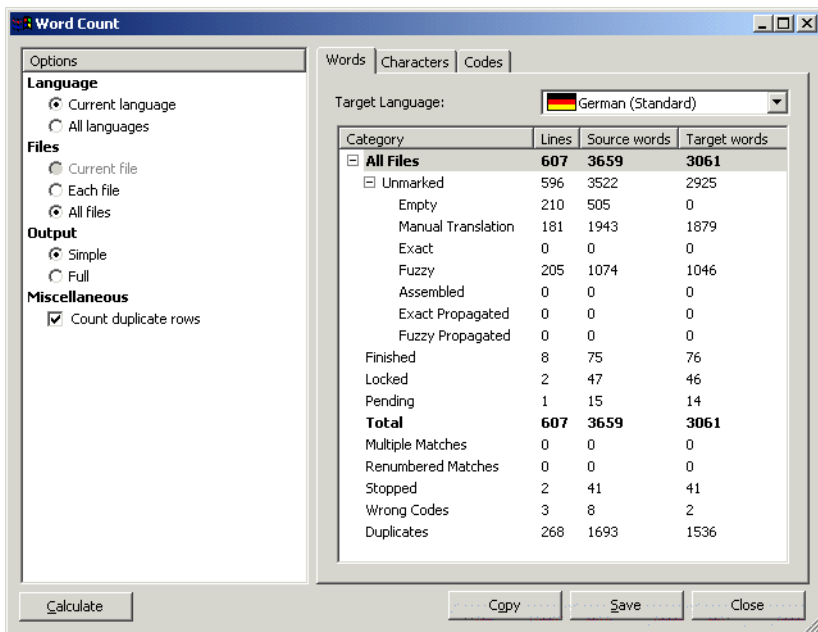 Word Count
Options
Language
Current language
All languages
Files
Current file
Each file
All files
Output
Simple
Full
Miscellaneous
Count duplicate rows
Calculate
Words Characters Codes
Target Language: German (Standard)
Category Lines Source words Target words
All Files 607 3659 3061
Unmarked 596 3522 2925
Empty 210 505 0
Manual Translation 181 1943 1879
Exact 0 0 0
Fuzzy 205 1074 1046
Assembled 0 0 0
Exact Propagated 0 0 0
Fuzzy Propagated 0 0 0
Finished 8 75 76
Locked 2 47 46
Pending 1 15 14
Total 607 3659 3061
Multiple Matches 0 0 0
Renumbered Matches 0 0 0
Stopped 2 41 41
Wrong Codes 3 8 2
Duplicates 268 1693 1536
Copy Save Close